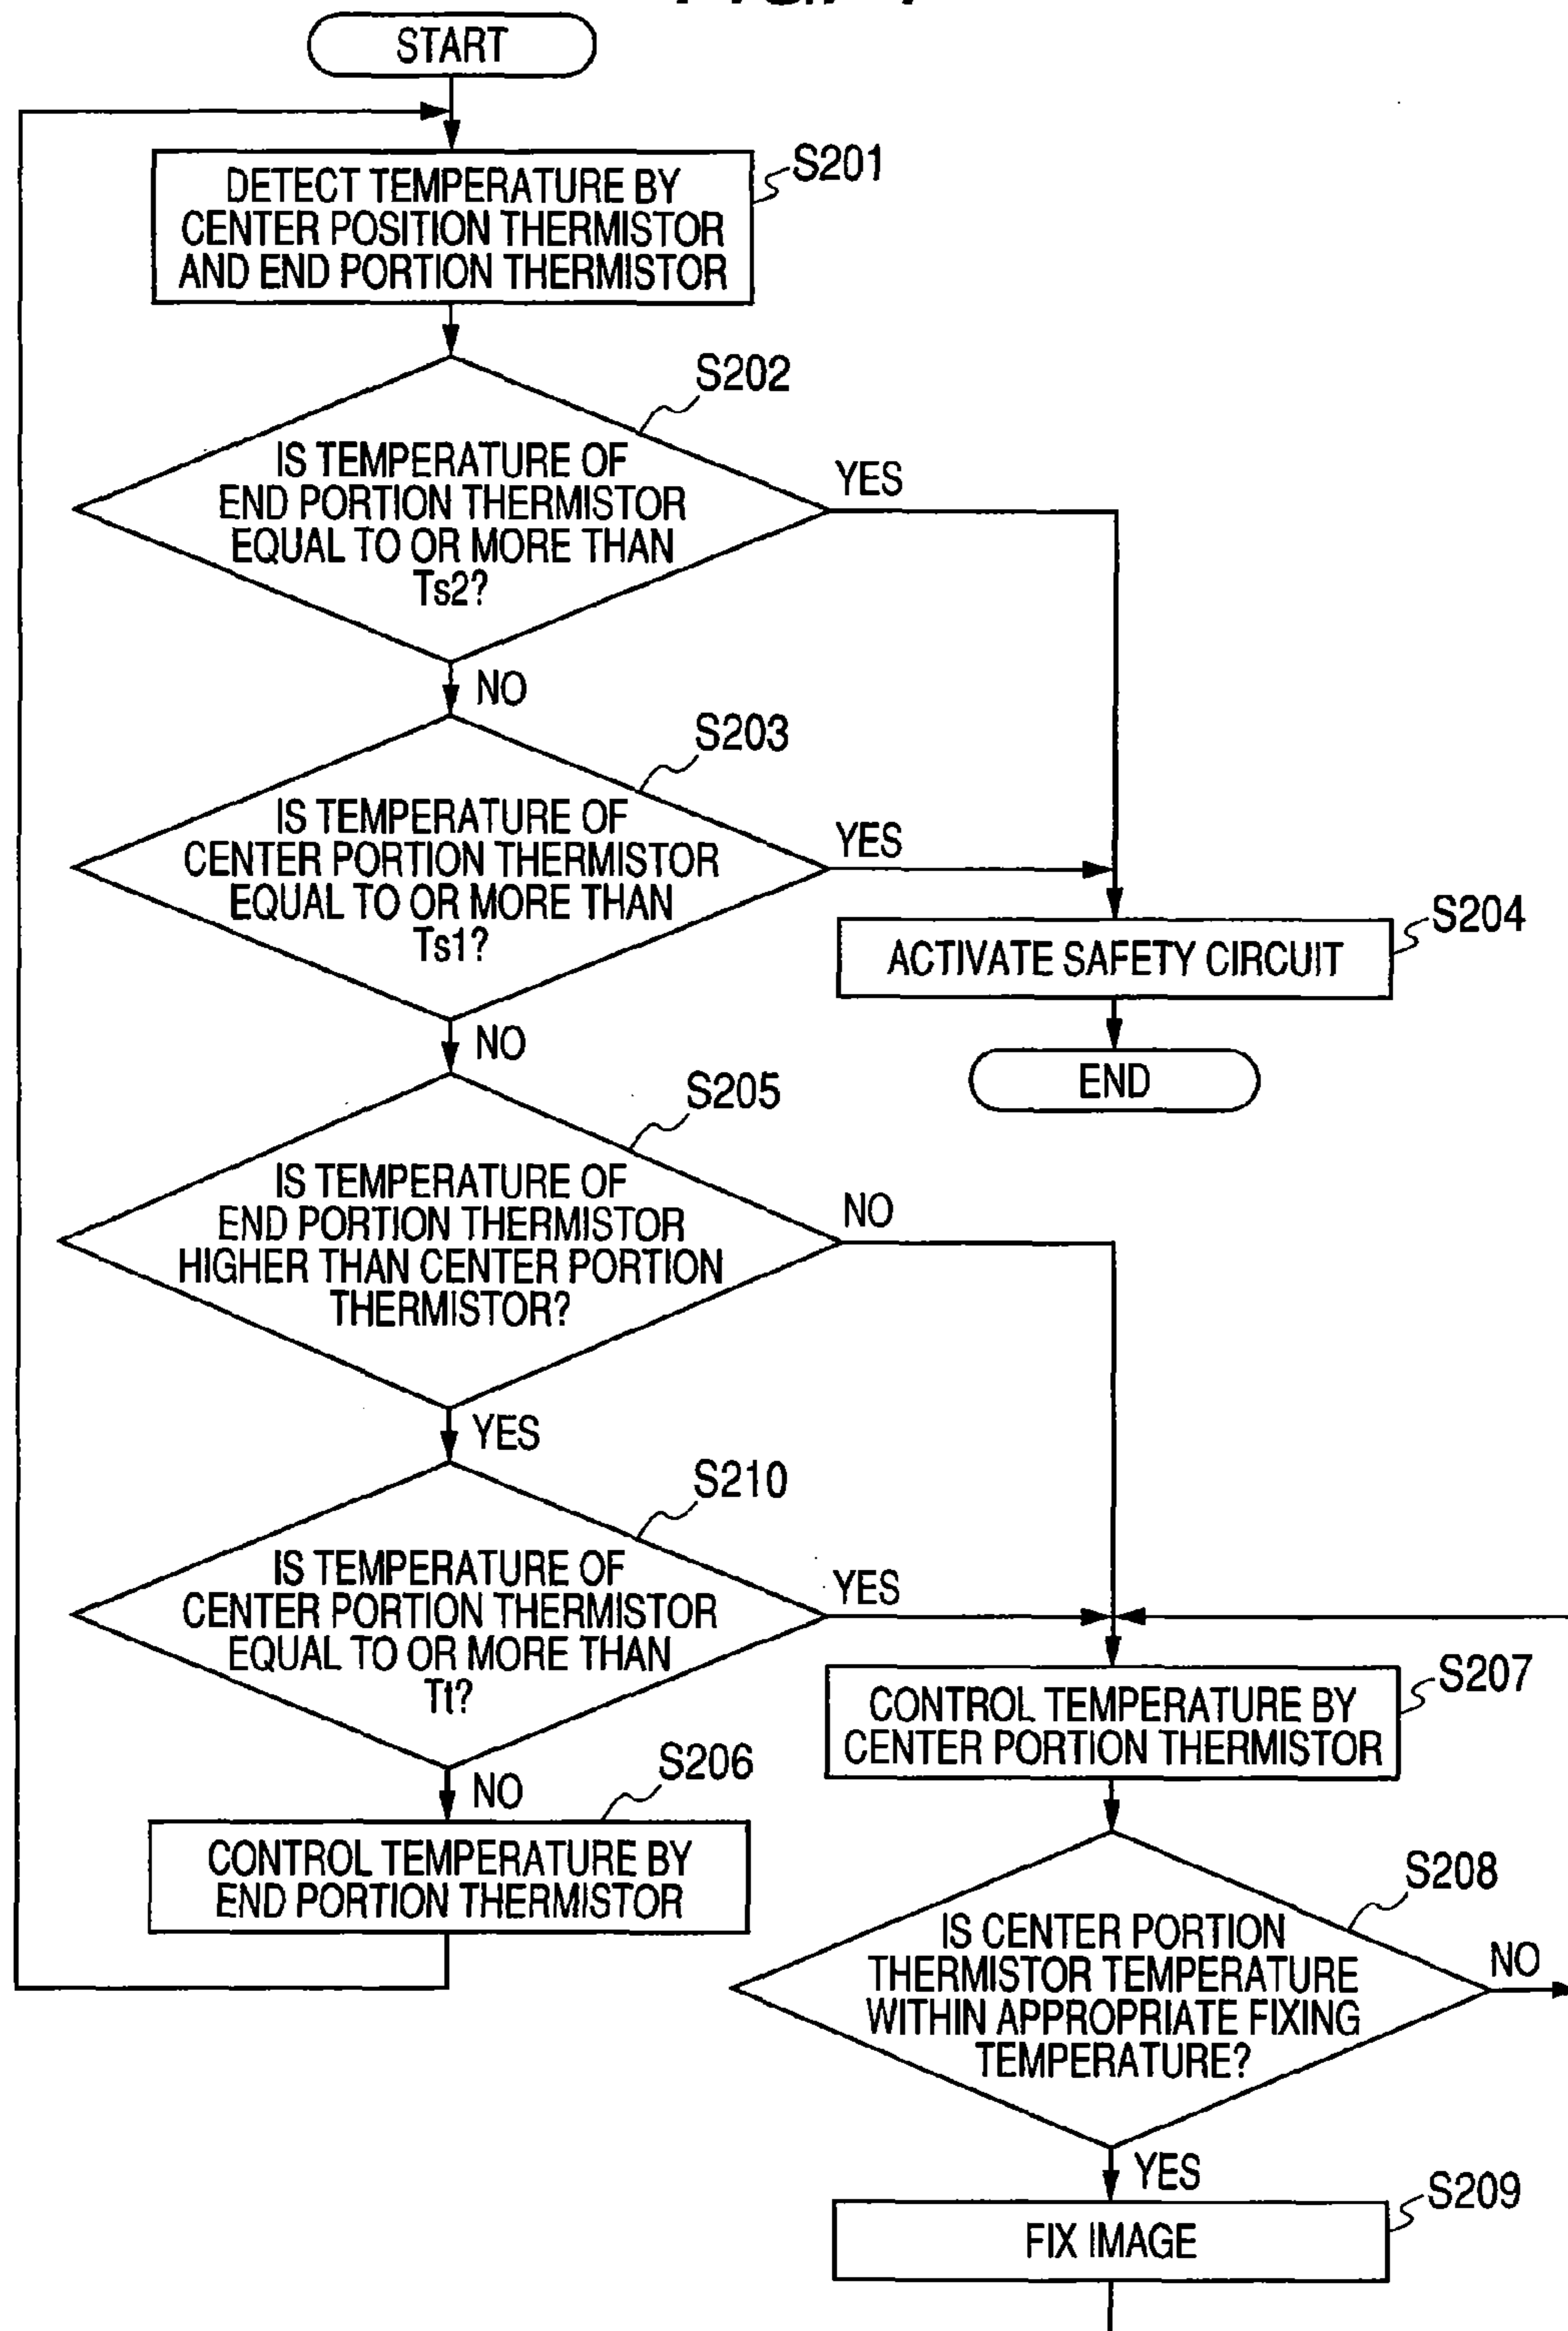 START
S201
DETECT TEMPERATURE BY
CENTER POSITION THERMISTOR
AND END PORTION THERMISTOR
S202
IS TEMPERATURE OF
END PORTION THERMISTOR
EQUAL TO OR MORE THAN
Ts2?
YES
NO
S203
IS TEMPERATURE OF
CENTER PORTION THERMISTOR
EQUAL TO OR MORE THAN
Ts1?
YES
S204
ACTIVATE SAFETY CIRCUIT
NO
END
S205
IS TEMPERATURE OF
END PORTION THERMISTOR
HIGHER THAN CENTER PORTION
THERMISTOR?
NO
YES
S210
IS TEMPERATURE OF
CENTER PORTION THERMISTOR
EQUAL TO OR MORE THAN
Tt?
YES
S207
CONTROL TEMPERATURE BY
CENTER PORTION THERMISTOR
NO
S206
CONTROL TEMPERATURE BY
END PORTION THERMISTOR
S208
IS CENTER PORTION
THERMISTOR TEMPERATURE
WITHIN APPROPRIATE FIXING
TEMPERATURE?
NO
YES
S209
FIX IMAGE